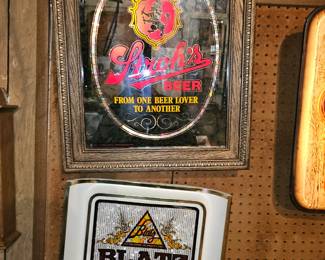 Stroh's
BEER
FROM ONE BEER LOVER
TO ANOTHER
Blatz
BLATZ